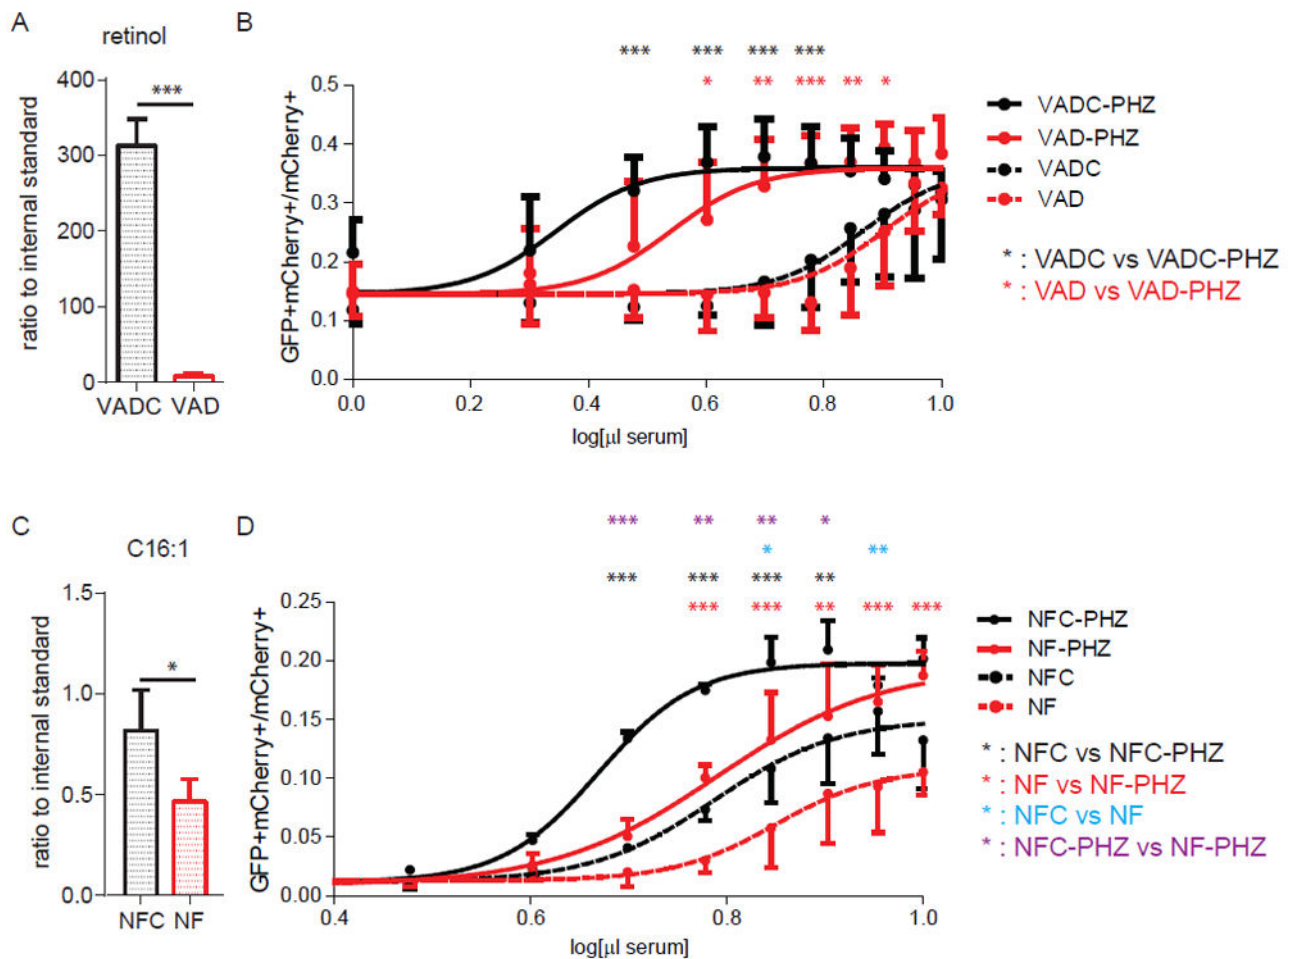 A
retinol
ratio to internal standard
400
300
200
100
0
***
VADC VAD
B
*** *** *** ***
* ** *** ** *
GFP+mCherry+/mCherry+
0.5
0.4
0.3
0.2
0.1
0.0
0.0 0.2 0.4 0.6 0.8 1.0
log[µl serum]
VADC-PHZ
VAD-PHZ
VADC
VAD
* : VADC vs VADC-PHZ
* : VAD vs VAD-PHZ
C
C16:1
ratio to internal standard
1.5
1.0
0.5
0.0
*
NFC NF
D
*** ** ** *
* **
*** *** *** **
*** *** ** *** ***
GFP+mCherry+/mCherry+
0.25
0.20
0.15
0.10
0.05
0.00
0.4 0.6 0.8 1.0
log[µl serum]
NFC-PHZ
NF-PHZ
NFC
NF
* : NFC vs NFC-PHZ
* : NF vs NF-PHZ
* : NFC vs NF
* : NFC-PHZ vs NF-PHZ